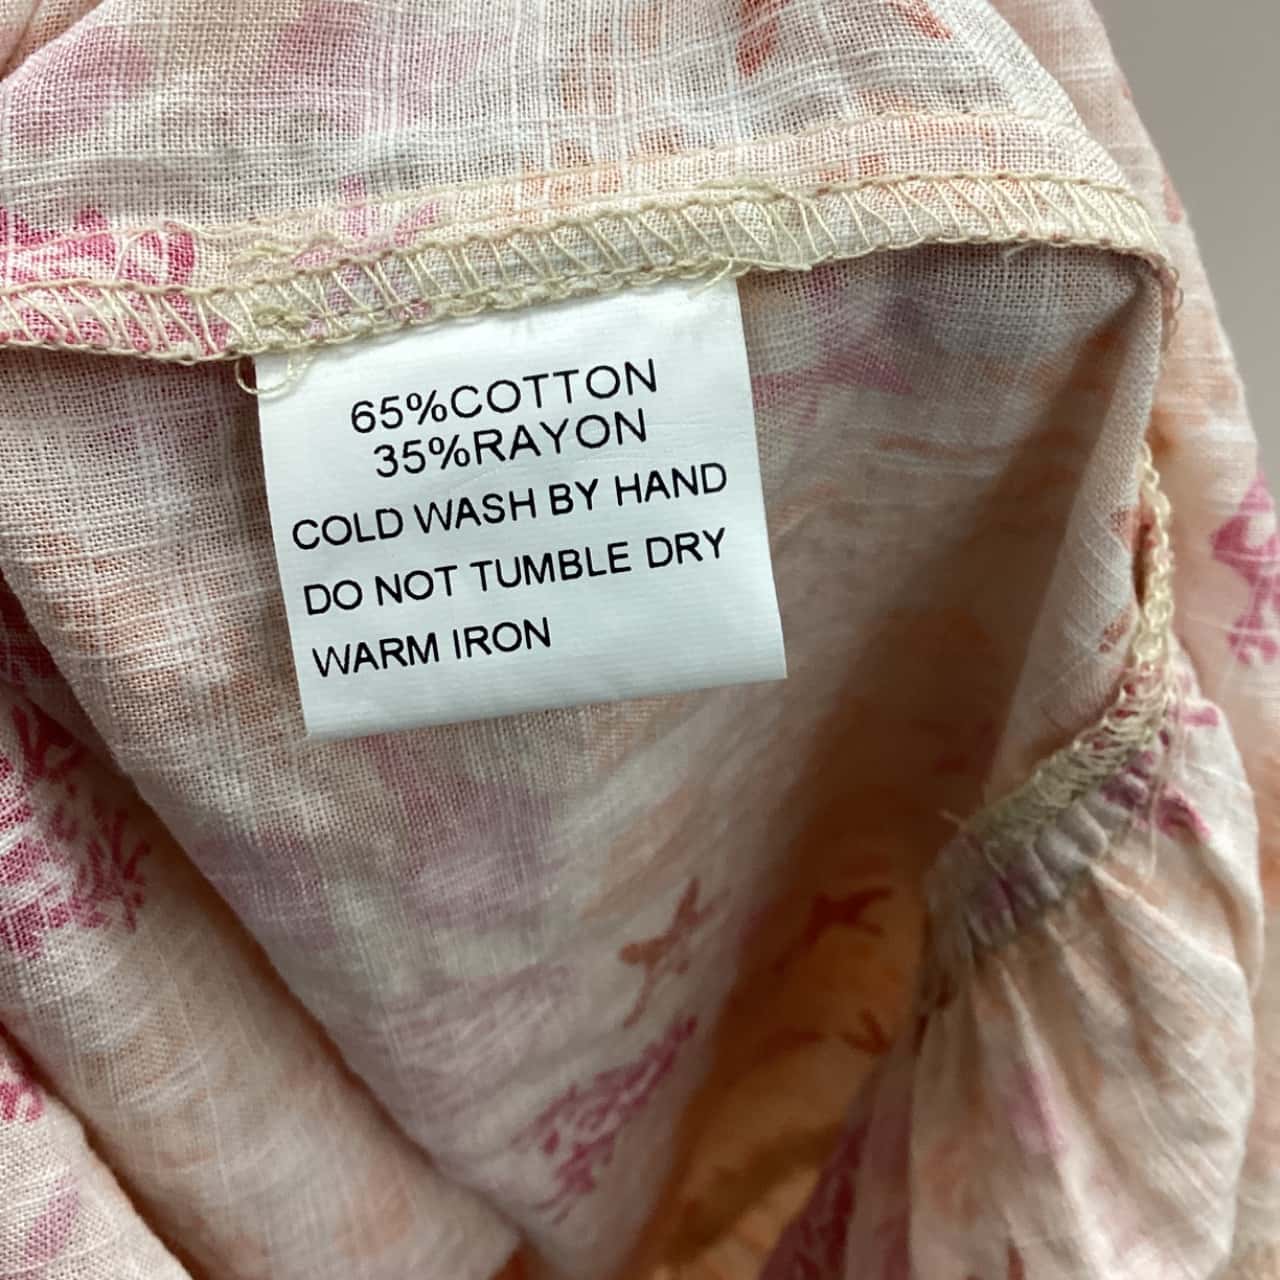 65%COTTON
35%RAYON
COLD WASH BY HAND
DO NOT TUMBLE DRY
WARM IRON